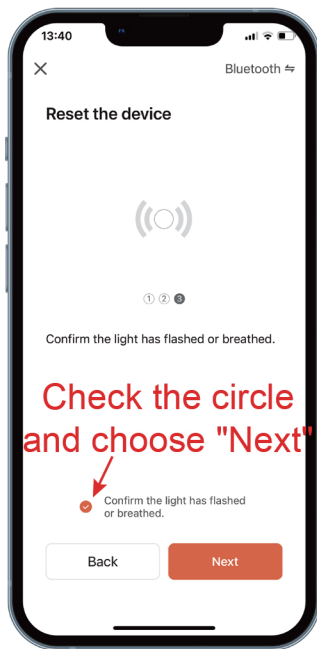 13:40
Bluetooth
Reset the device
1 2 3
Confirm the light has flashed or breathed.
Check the circle
and choose "Next"
Confirm the light has flashed
or breathed.
Back
Next